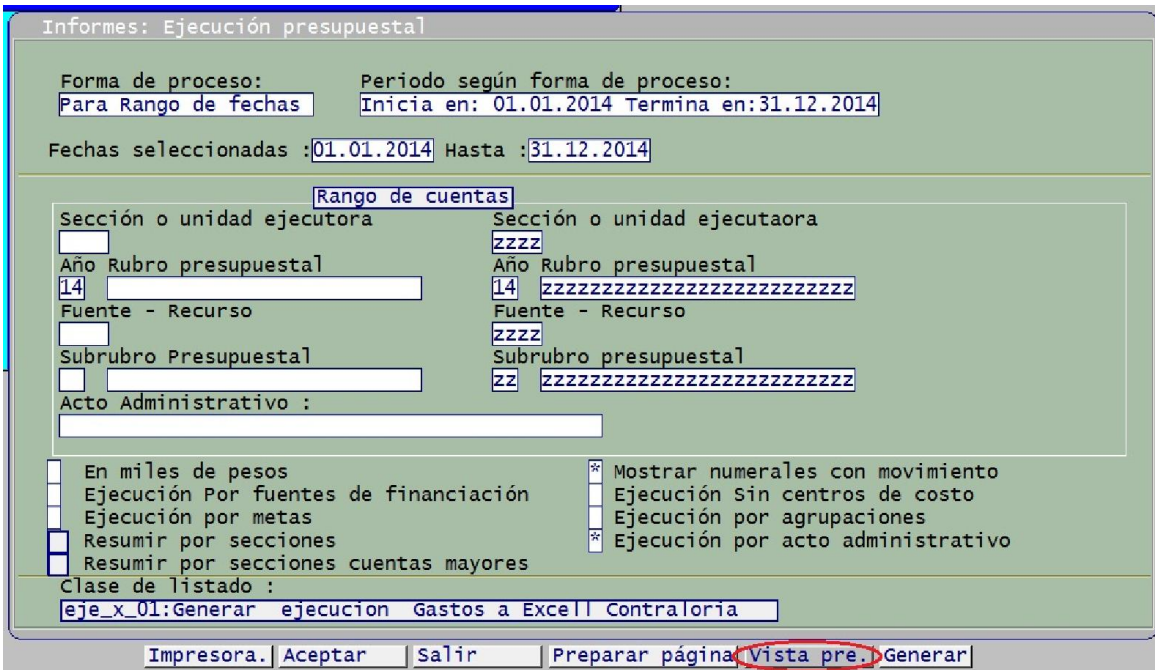 Informes: Ejecución presupuestal
Forma de proceso: Periodo según forma de proceso:
Para Rango de fechas Inicia en: 01.01.2014 Termina en:31.12.2014
Fechas seleccionadas :01.01.2014 Hasta :31.12.2014
Rango de cuentas
Sección o unidad ejecutora Sección o unidad ejecutaora
zzzz
Año Rubro presupuestal Año Rubro presupuestal
14 14 zzzzzzzzzzzzzzzzzzzzzzzzzz
Fuente - Recurso Fuente - Recurso
zzzz
Subrubro Presupuestal Subrubro presupuestal
zz zzzzzzzzzzzzzzzzzzzzzzzzzz
Acto Administrativo :
En miles de pesos * Mostrar numerales con movimiento
Ejecución Por fuentes de financiación Ejecución Sin centros de costo
Ejecución por metas Ejecución por agrupaciones
Resumir por secciones * Ejecución por acto administrativo
Resumir por secciones cuentas mayores
Clase de listado :
eje_x_01:Generar ejecucion Gastos a Excell Contraloria
Impresora. Aceptar Salir Preparar página Vista pre. Generar